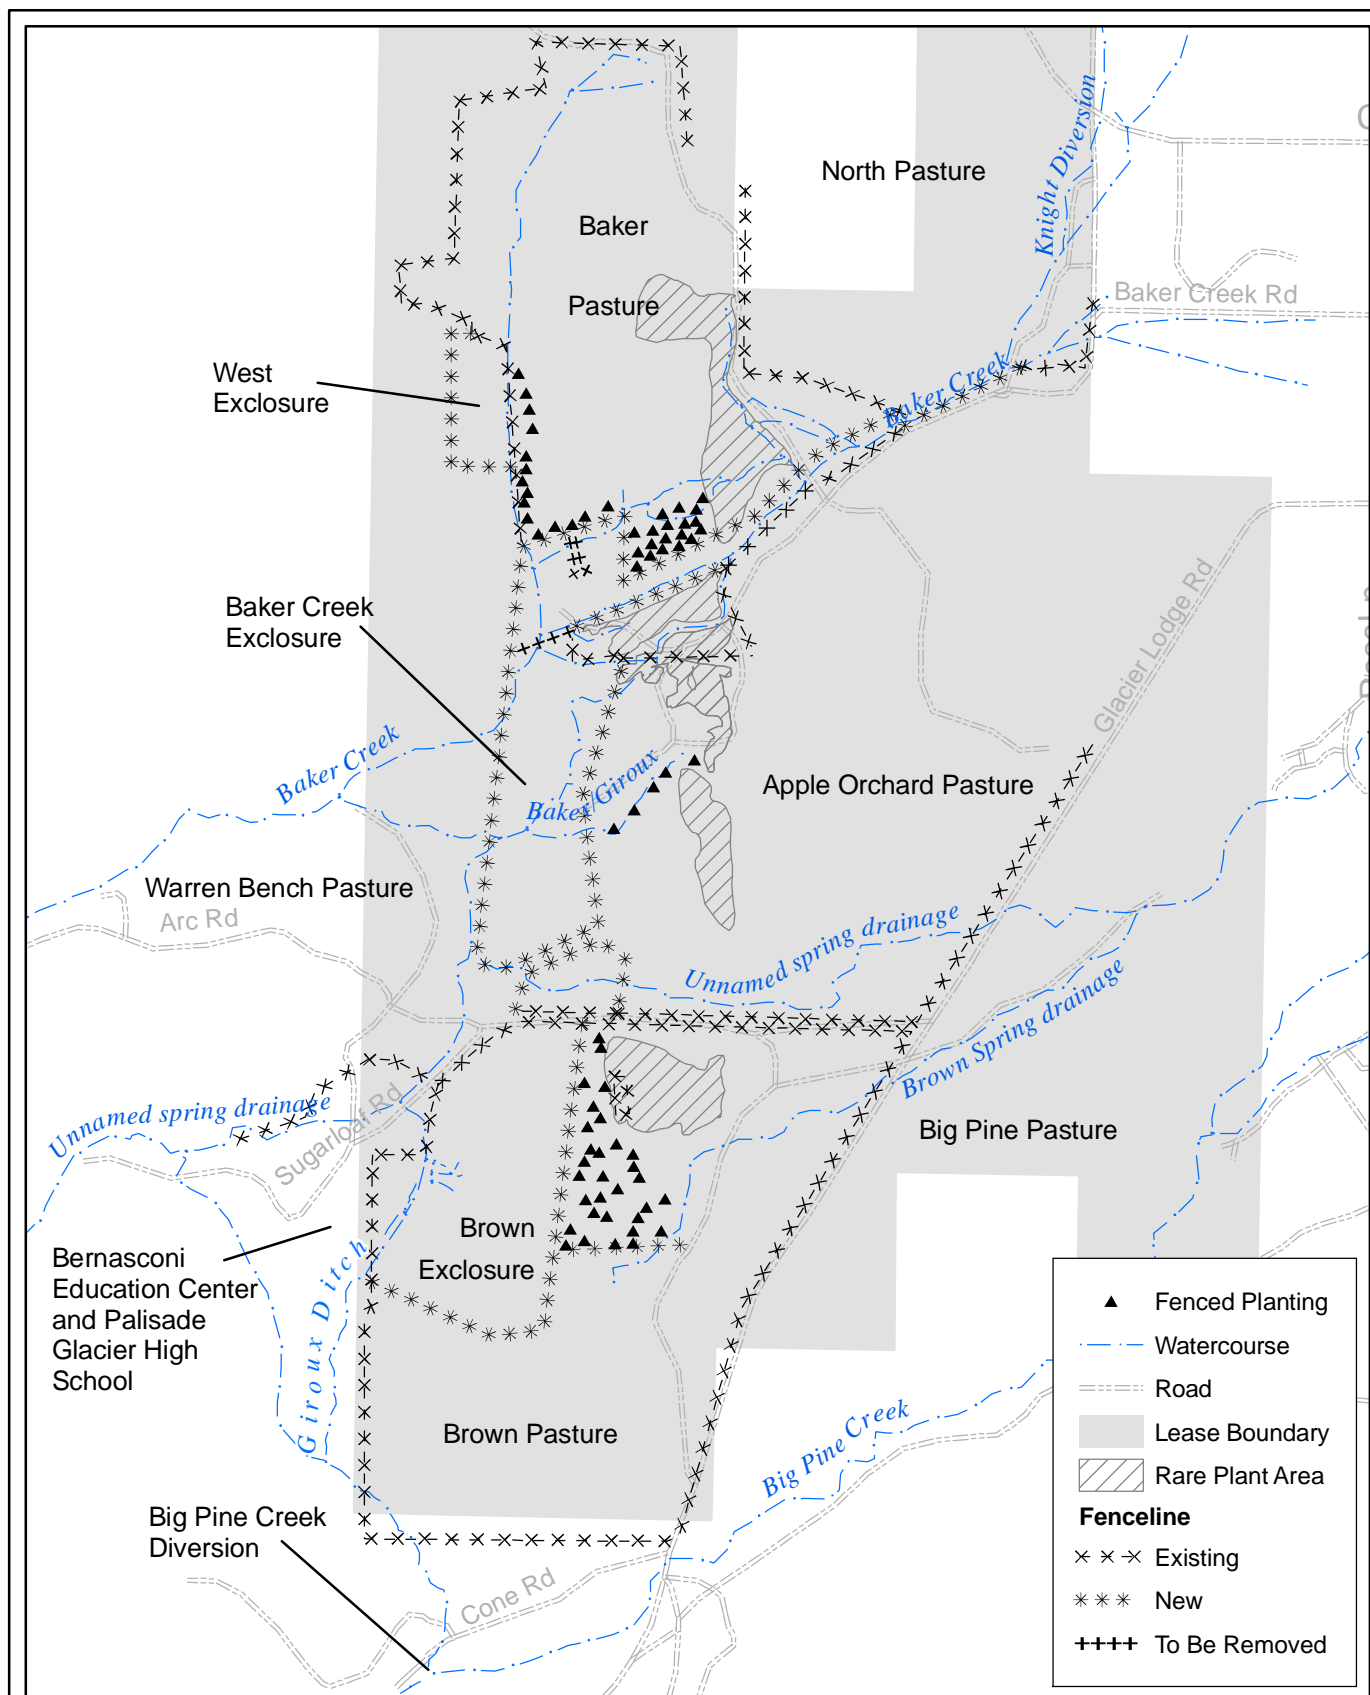 North Pasture
Knight Diversion
Baker
Pasture
Baker Creek Rd
West
Exclosure
Baker Creek
Glacier Lodge Rd
Baker Creek
Exclosure
Baker Creek
Baker/Giroux
Apple Orchard Pasture
Warren Bench Pasture
Arc Rd
Unnamed spring drainage
Brown Spring drainage
Unnamed spring drainage
Sugarloaf Rd
Big Pine Pasture
Brown
Exclosure
Bernasconi
Education Center
and Palisade
Glacier High
School
Giroux Ditch
Brown Pasture
Big Pine Creek
Big Pine Creek
Diversion
Cone Rd
Fenced Planting
Watercourse
Road
Lease Boundary
Rare Plant Area
Fenceline
Existing
New
To Be Removed